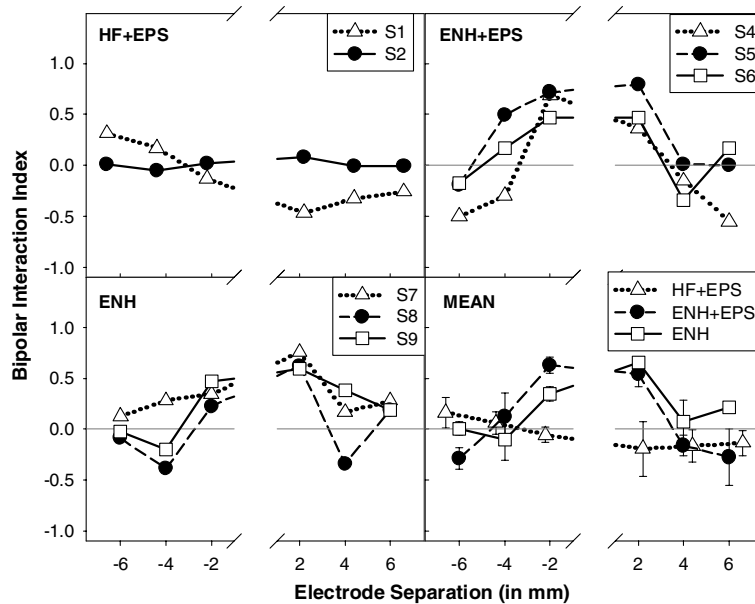 HF+EPS
S1
S2
ENH+EPS
S4
S5
S6
1.0
0.5
0.0
-0.5
-1.0
Bipolar Interaction Index
ENH
S7
S8
S9
MEAN
HF+EPS
ENH+EPS
ENH
1.0
0.5
0.0
-0.5
-1.0
-6 -4 -2 2 4 6 -6 -4 -2 2 4 6
Electrode Separation (in mm)